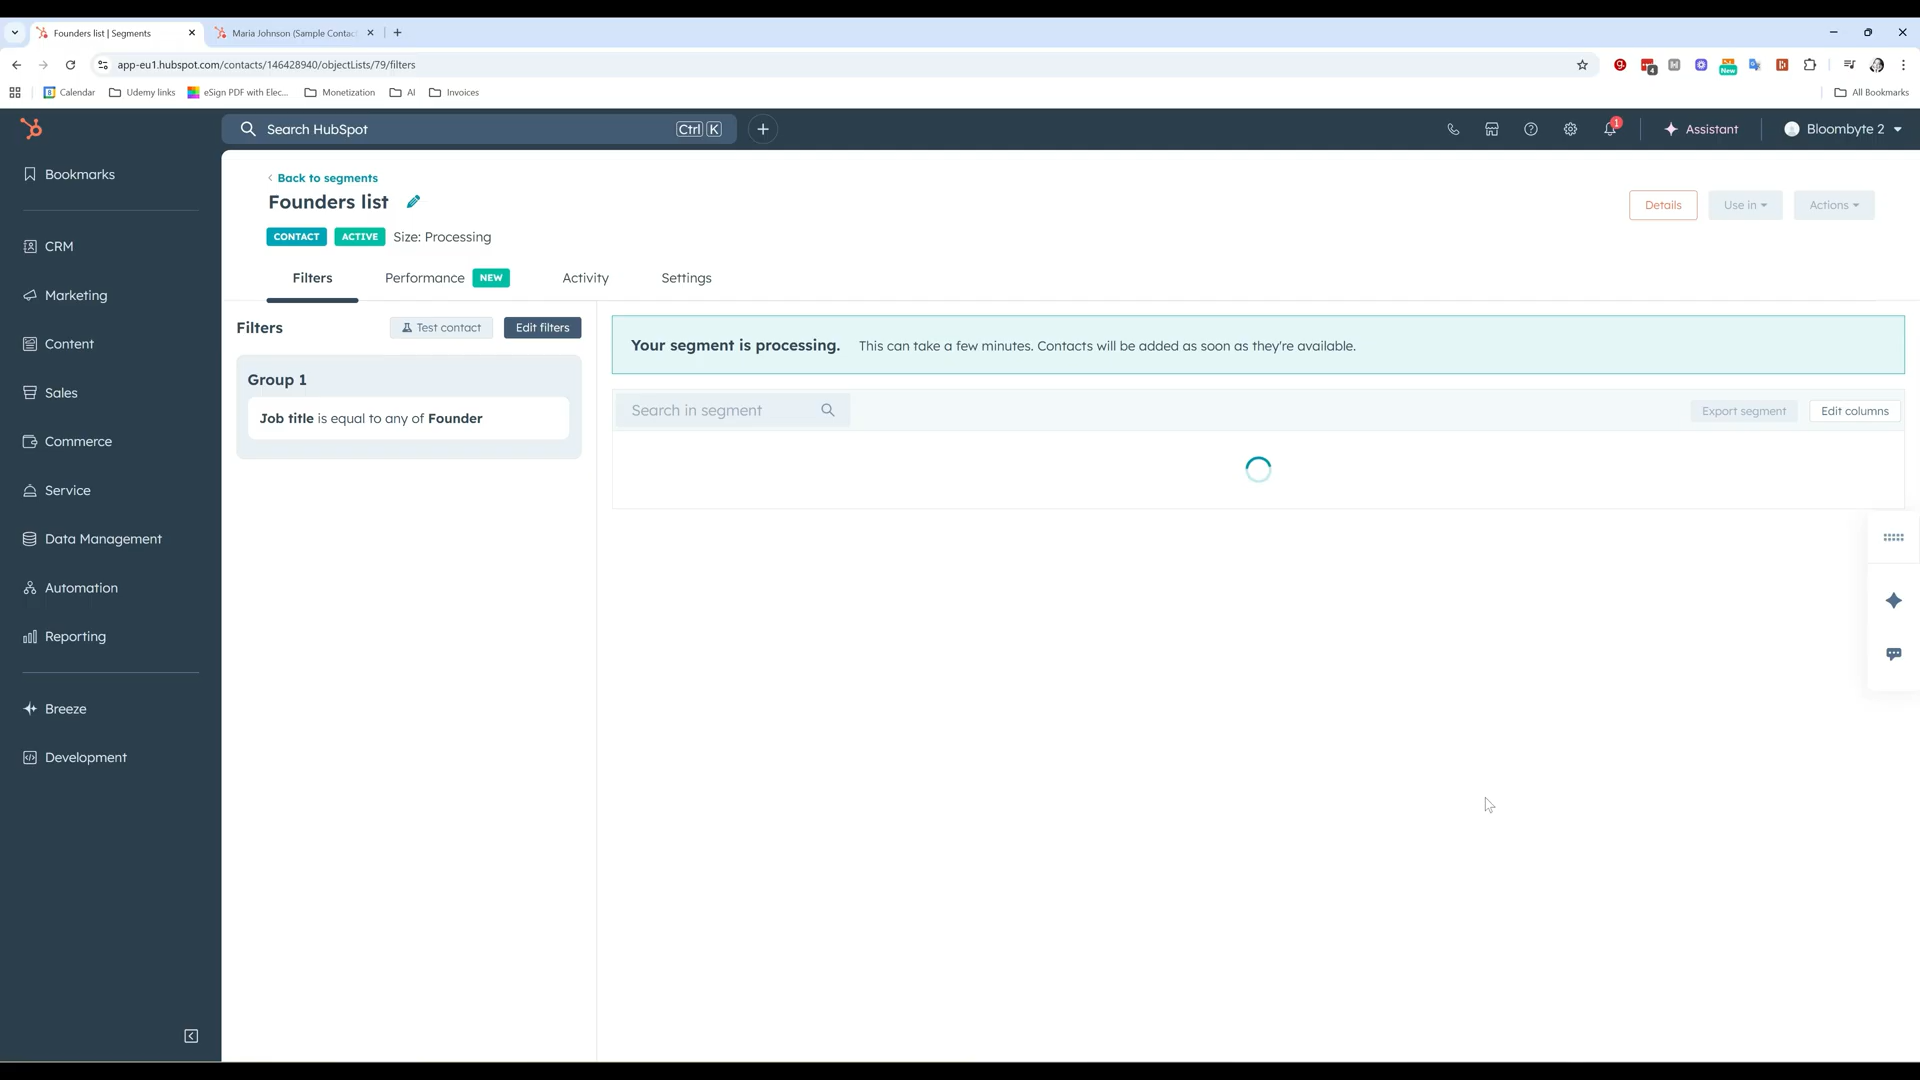 Founders list | Segments
Maria Johnson (Sample Contac
app-eu1.hubspot.com/contacts/146428940/objectLists/79/filters
4
New
Calendar
Udemy links
eSign PDF with Elec...
Monetization
AI
Invoices
All Bookmarks
Search HubSpot
Ctrl K
1
Assistant
Bloombyte 2
Bookmarks
CRM
Marketing
Content
Sales
Commerce
Service
Data Management
Automation
Reporting
Breeze
Development
Back to segments
Founders list
Details
Use in
Actions
CONTACT ACTIVE Size: Processing
Filters
Performance NEW
Activity
Settings
Filters
Test contact
Edit filters
Group 1
Job title is equal to any of Founder
Your segment is processing. This can take a few minutes. Contacts will be added as soon as they're available.
Search in segment
Export segment
Edit columns